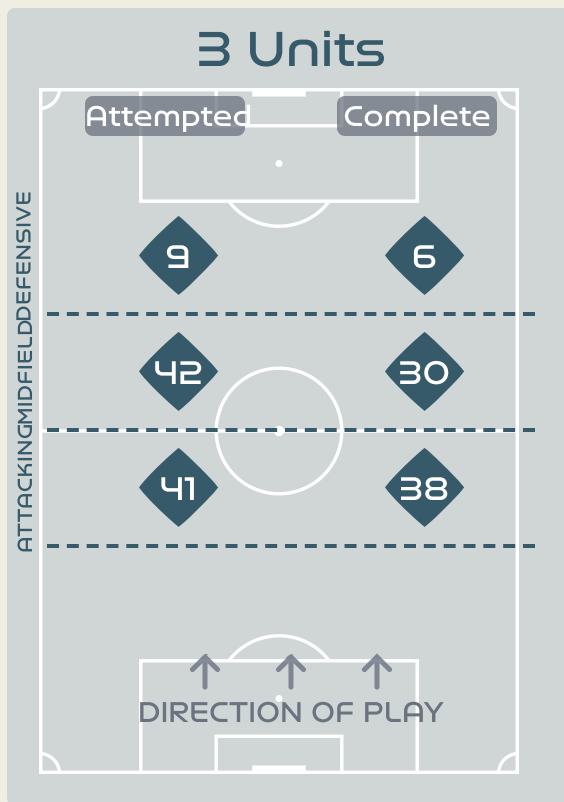 3 Units
Attempted Complete
9 6
42 30
41 38
ATTACKINGMIDFIELDDEFENSIVE
DIRECTION OF PLAY